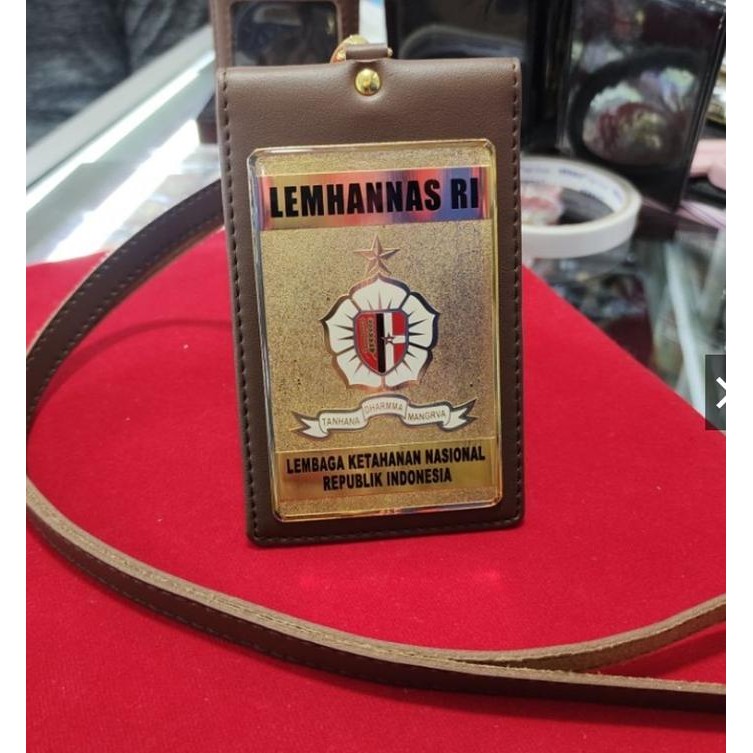 LEMHANNAS RI
TANHANA DHARMMA MANGRVA
LEMBAGA KETAHANAN NASIONAL
REPUBLIK INDONESIA